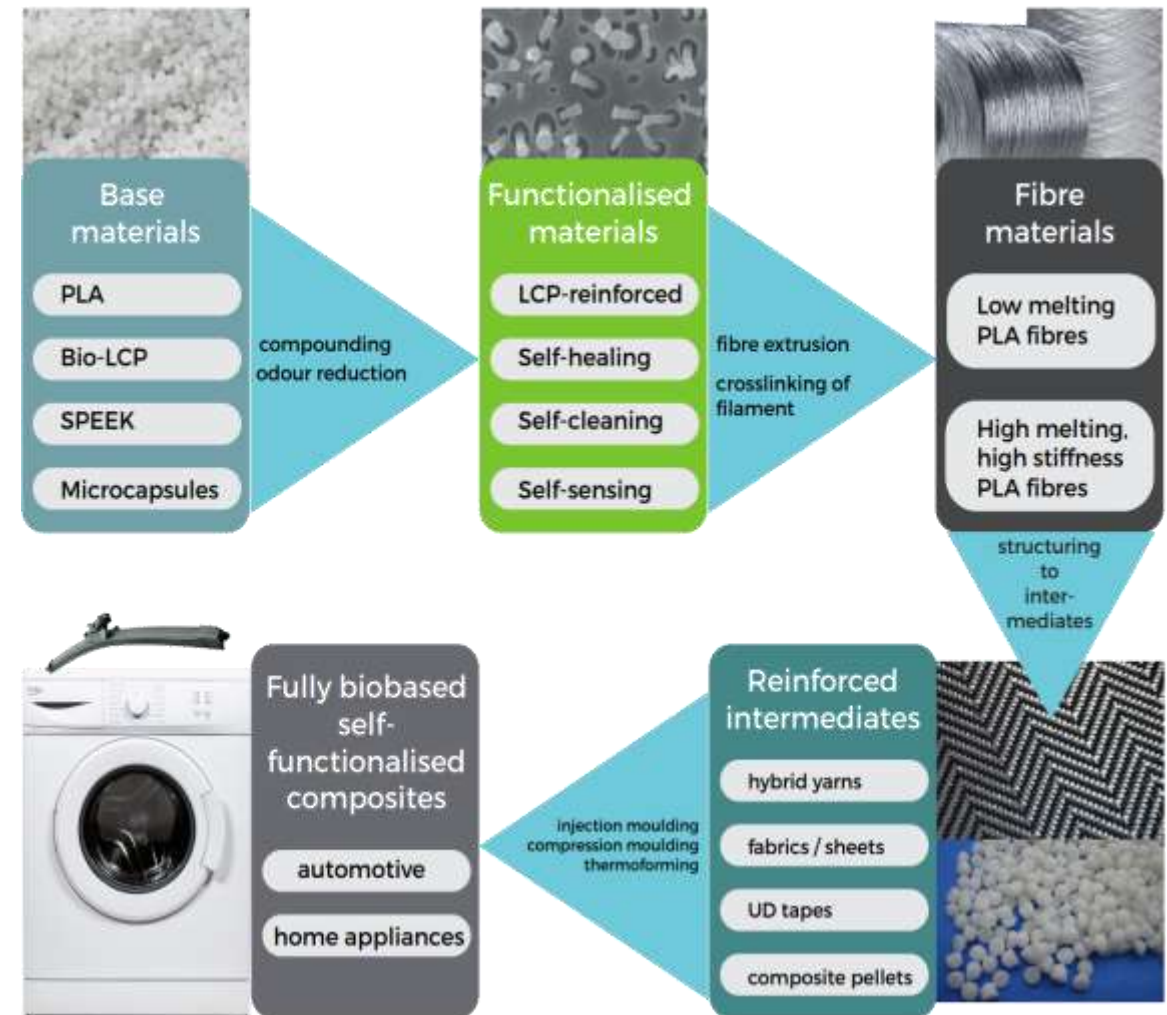 Base
materials
PLA
Bio-LCP
SPEEK
Microcapsules
compounding
odour reduction
Functionalised
materials
LCP-reinforced
Self-healing
Self-cleaning
Self-sensing
fibre extrusion
crosslinking of
filament
Fibre
materials
Low melting
PLA fibres
High melting,
high stiffness
PLA fibres
structuring
to
inter-
mediates
Reinforced
intermediates
hybrid yarns
fabrics / sheets
UD tapes
composite pellets
injection moulding
compression moulding
thermoforming
Fully biobased
self-
functionalised
composites
automotive
home appliances